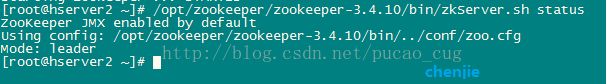 [root@hserver2 ~]# /opt/zookeeper/zookeeper-3.4.10/bin/zkServer.sh status
ZooKeeper JMX enabled by default
Using config: /opt/zookeeper/zookeeper-3.4.10/bin/../conf/zoo.cfg
Mode: leader
[root@hserver2 ~]#
http://blog.csdn.net/pucao_cug
chenjie